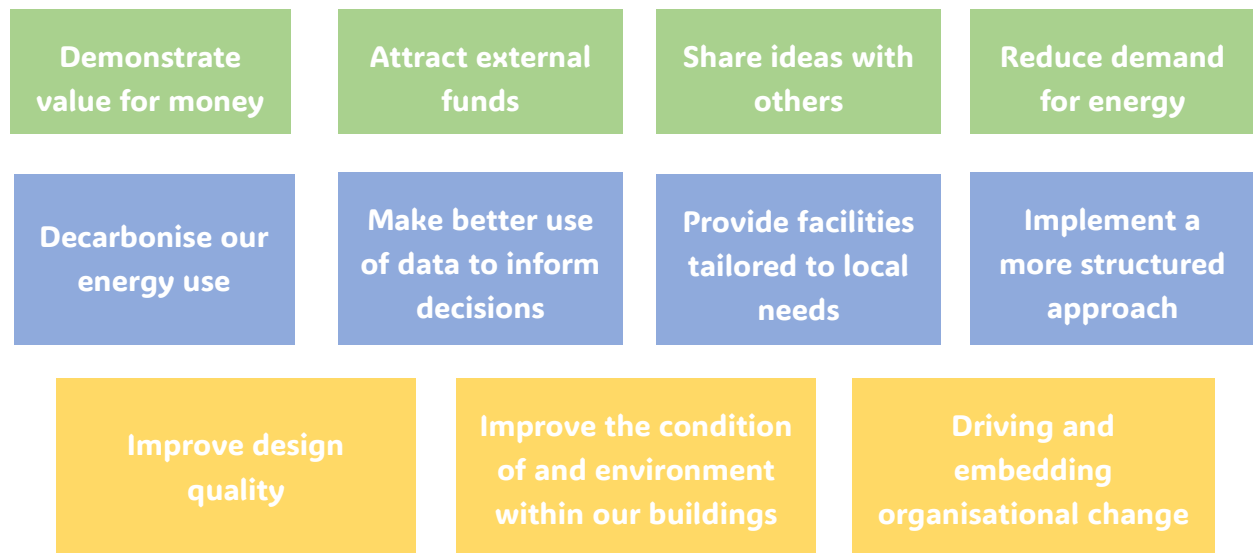 Demonstrate
value for money
Attract external
funds
Share ideas with
others
Reduce demand
for energy
Decarbonise our
energy use
Make better use
of data to inform
decisions
Provide facilities
tailored to local
needs
Implement a
more structured
approach
Improve design
quality
Improve the condition
of and environment
within our buildings
Driving and
embedding
organisational change